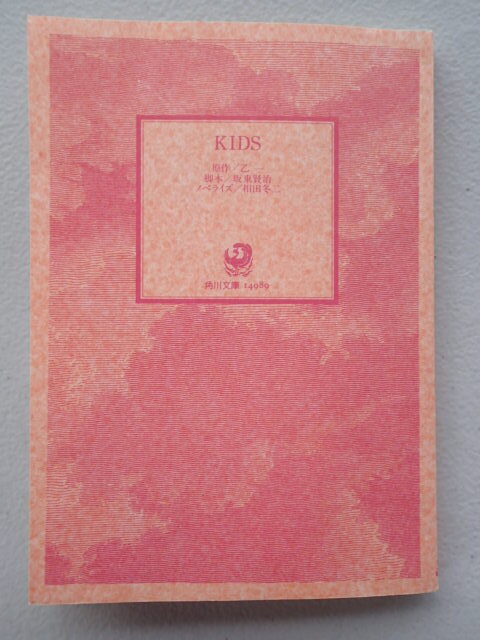 KIDS
原作／乙一
脚本／坂東賢治
ノベライズ／相田冬二
角川文庫 14989